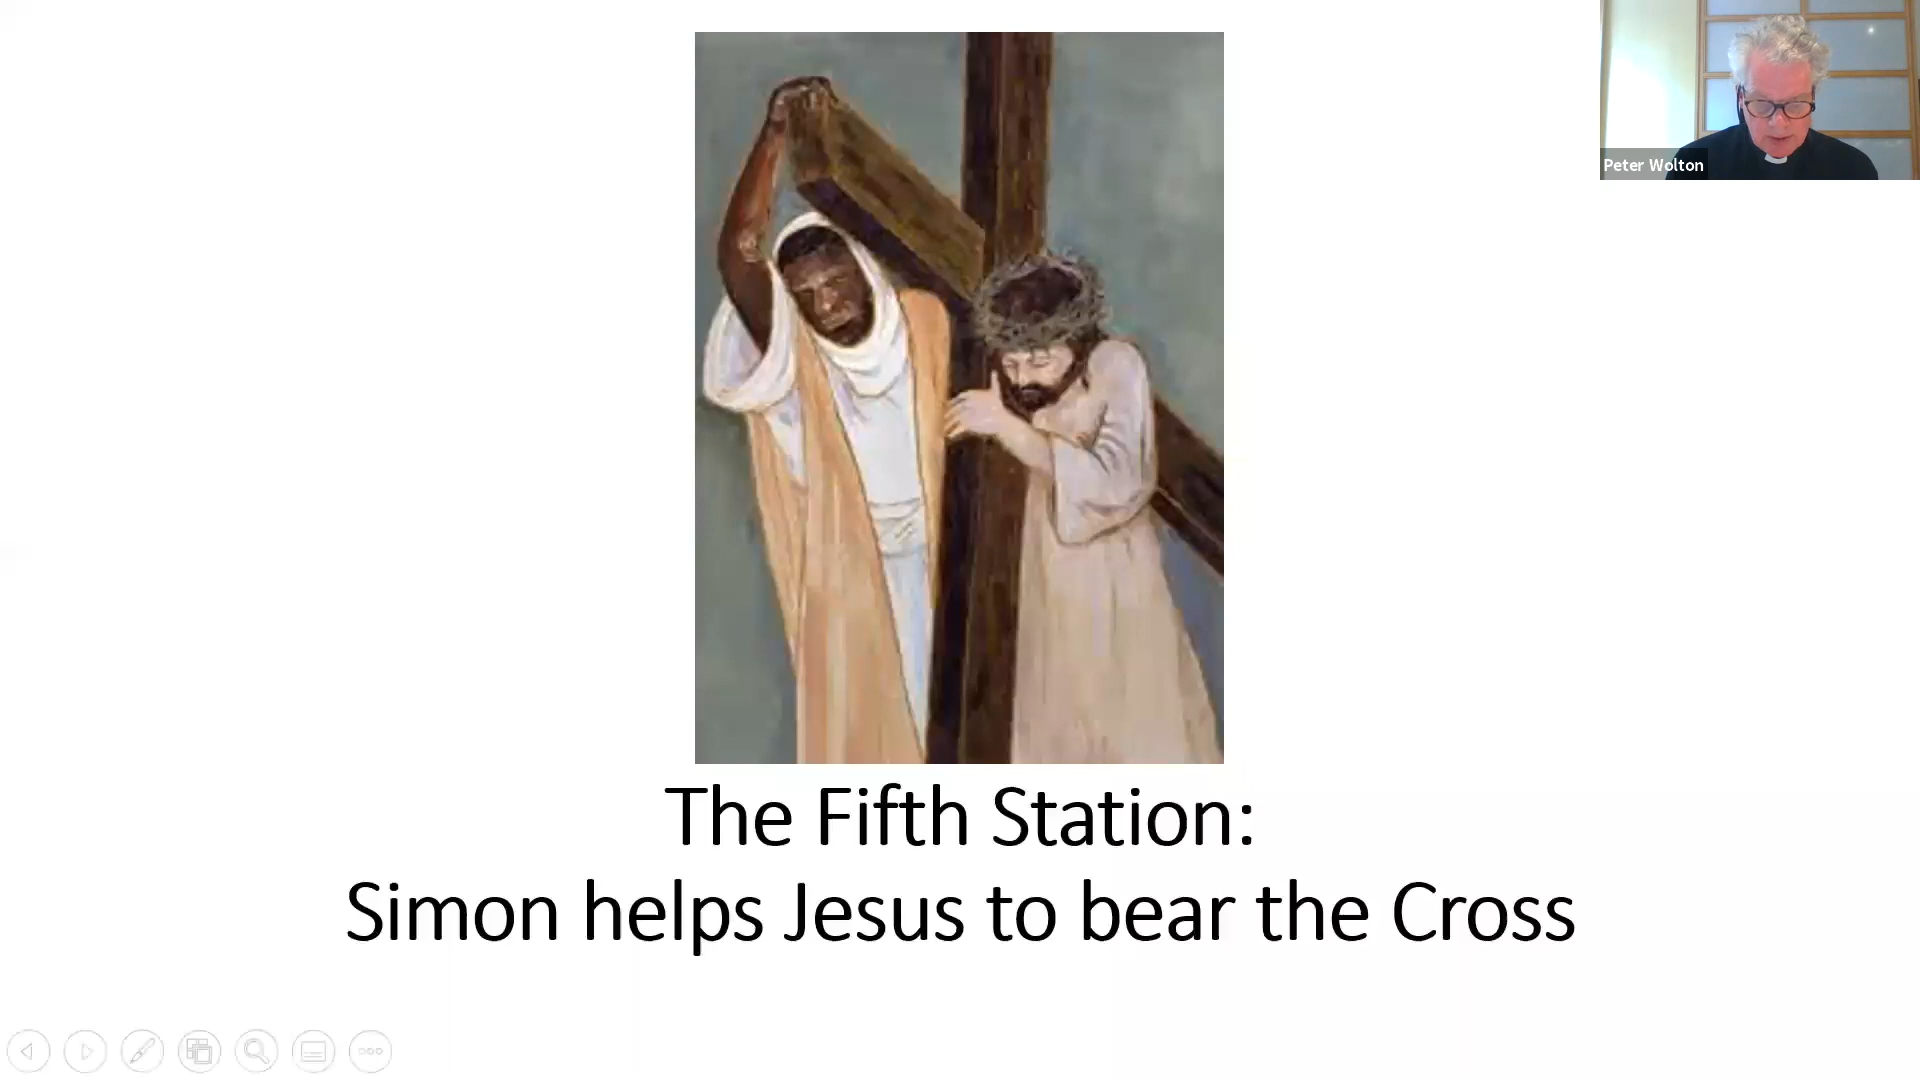 Peter Wolton
The Fifth Station:
Simon helps Jesus to bear the Cross